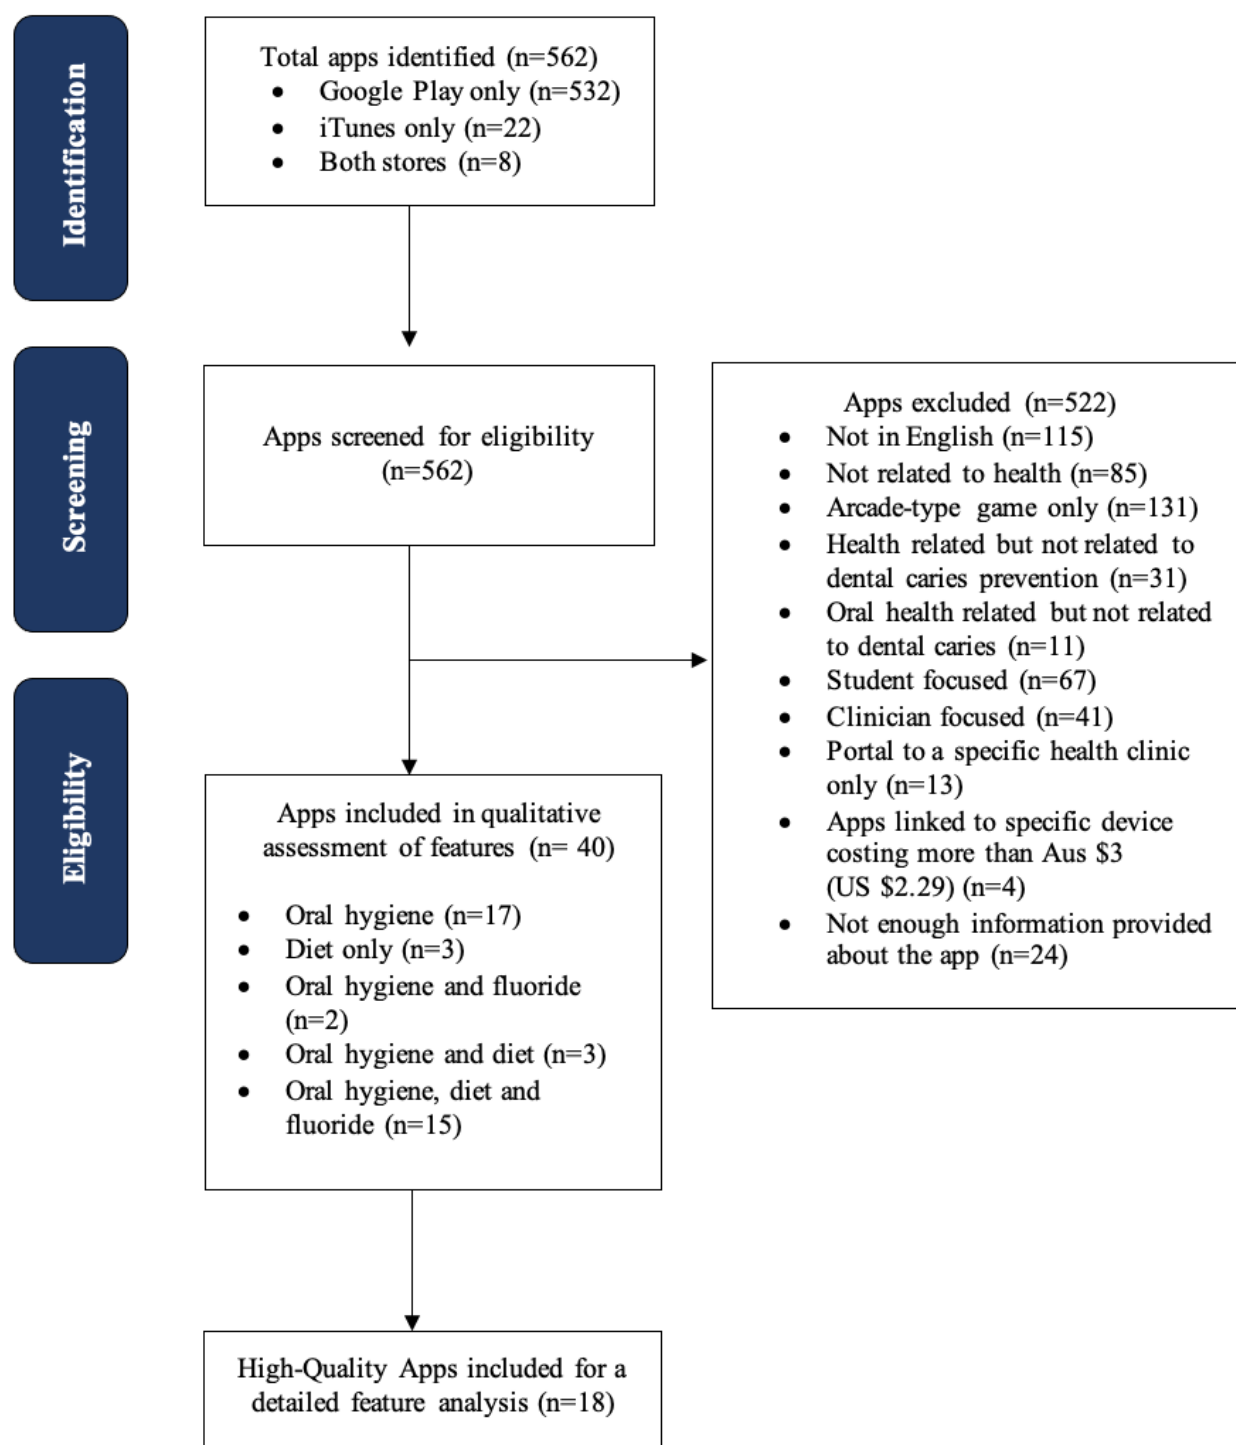 Identification
Total apps identified (n=562)
• Google Play only (n=532)
• iTunes only (n=22)
• Both stores (n=8)
Screening
Apps screened for eligibility
(n=562)
Apps excluded (n=522)
• Not in English (n=115)
• Not related to health (n=85)
• Arcade-type game only (n=131)
• Health related but not related to
dental caries prevention (n=31)
• Oral health related but not related
to dental caries (n=11)
• Student focused (n=67)
• Clinician focused (n=41)
• Portal to a specific health clinic
only (n=13)
• Apps linked to specific device
costing more than Aus $3
(US $2.29) (n=4)
• Not enough information provided
about the app (n=24)
Eligibility
Apps included in qualitative
assessment of features (n= 40)
• Oral hygiene (n=17)
• Diet only (n=3)
• Oral hygiene and fluoride
(n=2)
• Oral hygiene and diet (n=3)
• Oral hygiene, diet and
fluoride (n=15)
High-Quality Apps included for a
detailed feature analysis (n=18)